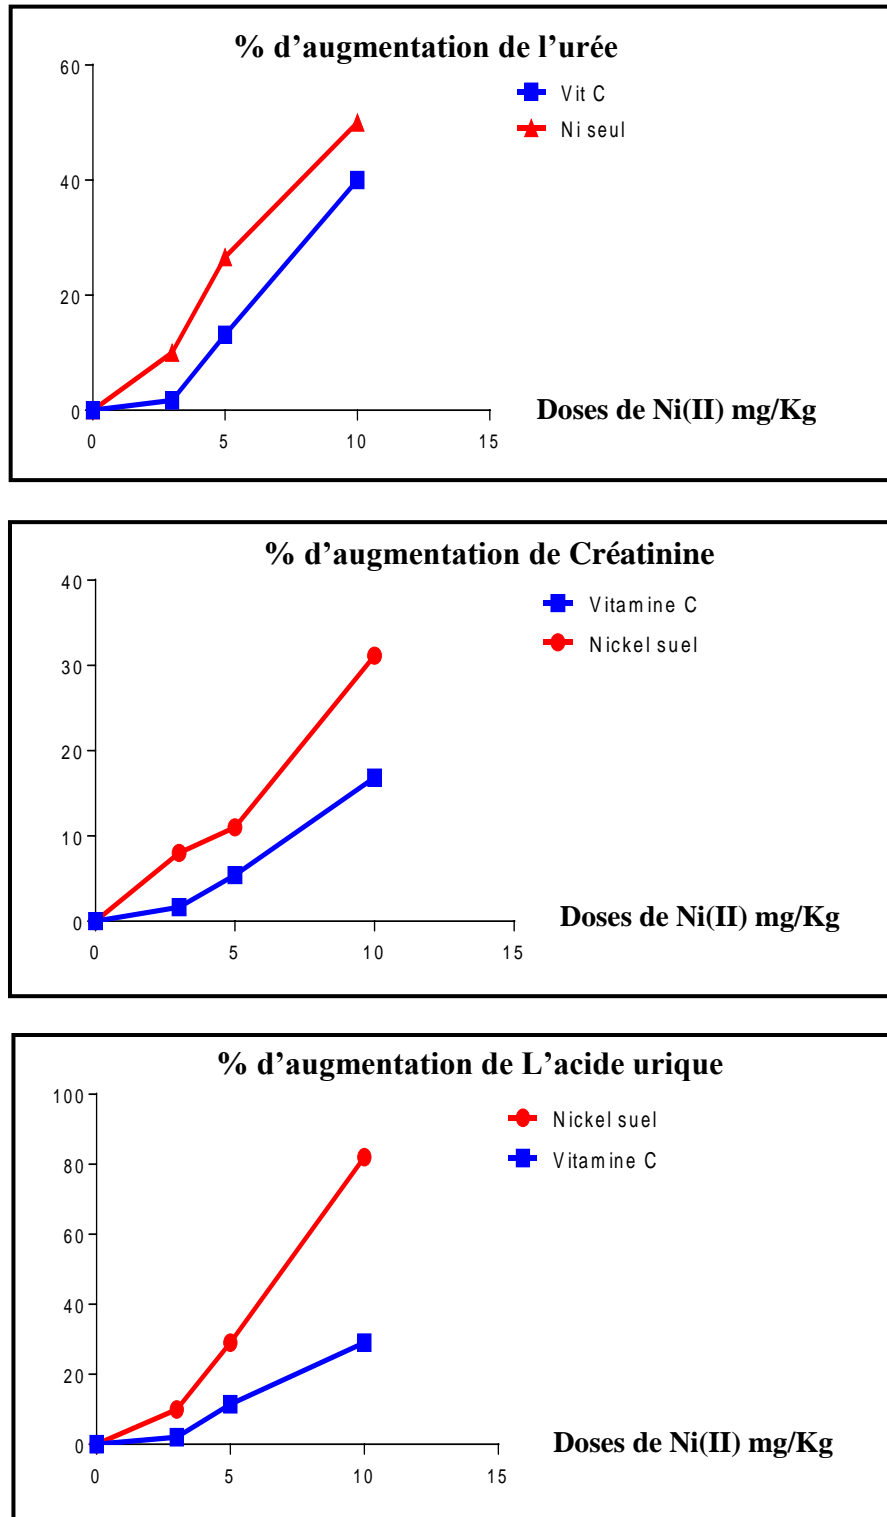 % d’augmentation de l’urée
60
40
20
0
0 5 10 15
Vit C
Ni seul
Doses de Ni(II) mg/Kg
% d’augmentation de Créatinine
40
30
20
10
0
0 5 10 15
Vitamine C
Nickel suel
Doses de Ni(II) mg/Kg
% d’augmentation de L’acide urique
100
80
60
40
20
0
0 5 10 15
Nickel suel
Vitamine C
Doses de Ni(II) mg/Kg